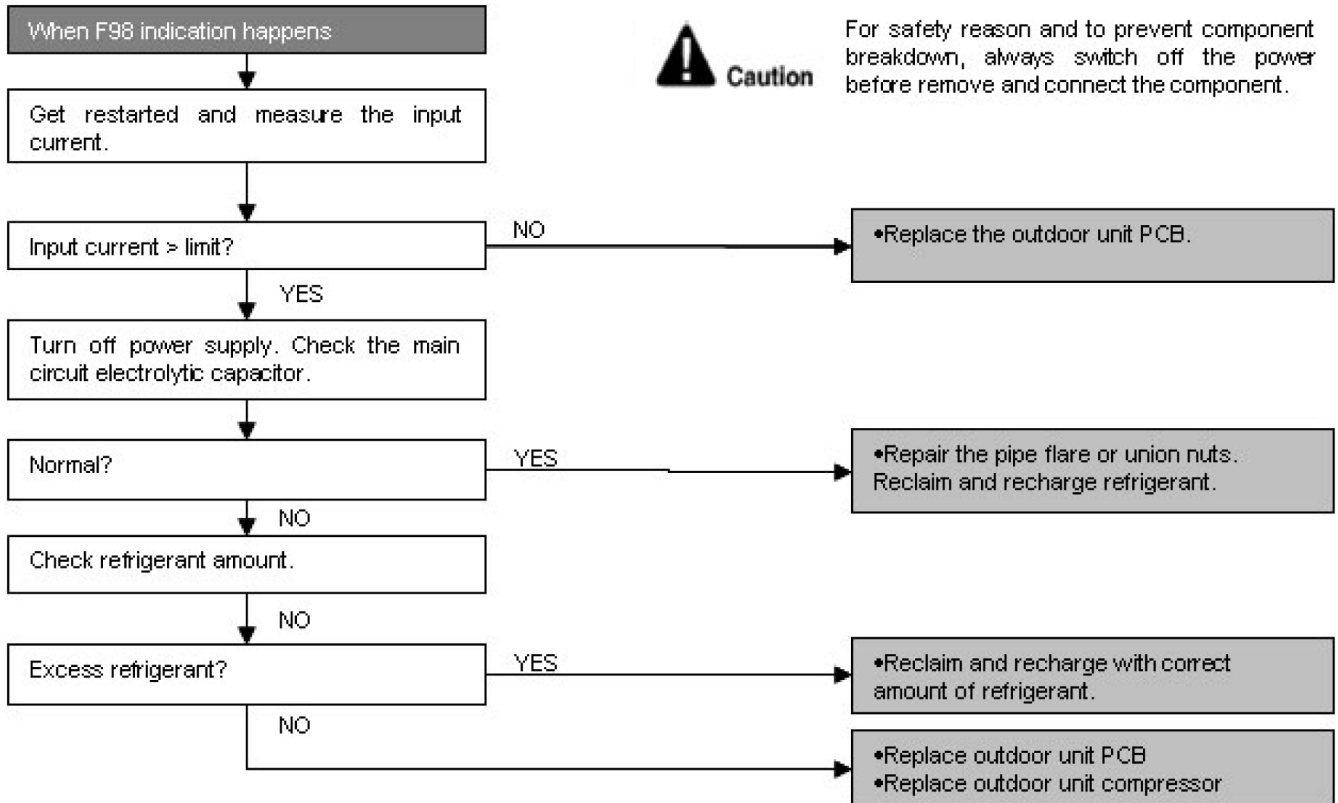 When F98 indication happens
Caution
For safety reason and to prevent component
breakdown, always switch off the power
before remove and connect the component.
Get restarted and measure the input
current.
Input current > limit?
NO
•Replace the outdoor unit PCB.
YES
Turn off power supply. Check the main
circuit electrolytic capacitor.
Normal?
YES
•Repair the pipe flare or union nuts.
Reclaim and recharge refrigerant.
NO
Check refrigerant amount.
NO
Excess refrigerant?
YES
•Reclaim and recharge with correct
amount of refrigerant.
NO
•Replace outdoor unit PCB
•Replace outdoor unit compressor